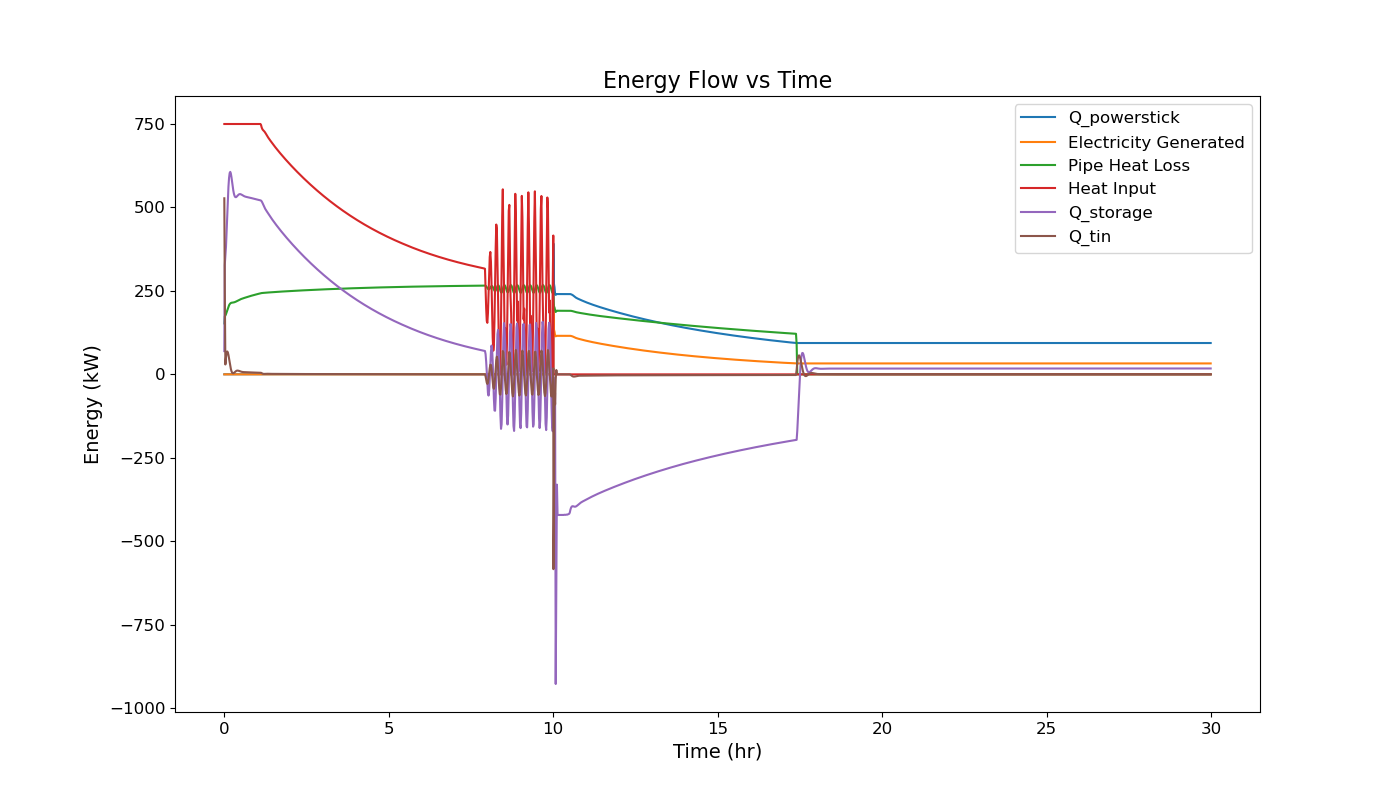 Energy Flow vs Time
Energy (kW)
750
500
250
0
−250
−500
−750
−1000
Q_powerstick
Electricity Generated
Pipe Heat Loss
Heat Input
Q_storage
Q_tin
0
5
10
15
20
25
30
Time (hr)